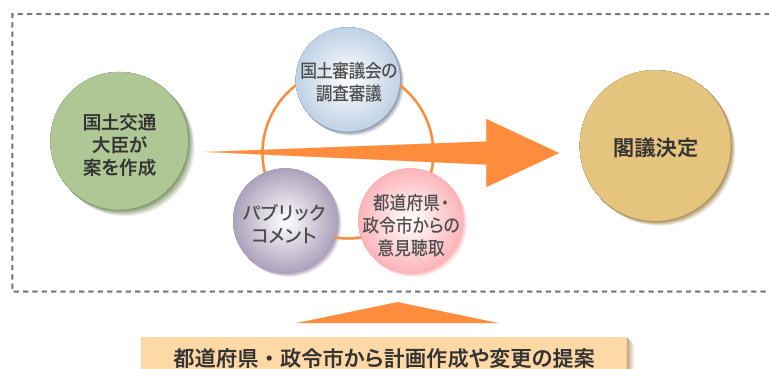 国土交通
大臣が
案を作成
国土審議会の
調査審議
パブリック
コメント
都道府県・
政令市からの
意見聴取
閣議決定
都道府県・政令市から計画作成や変更の提案